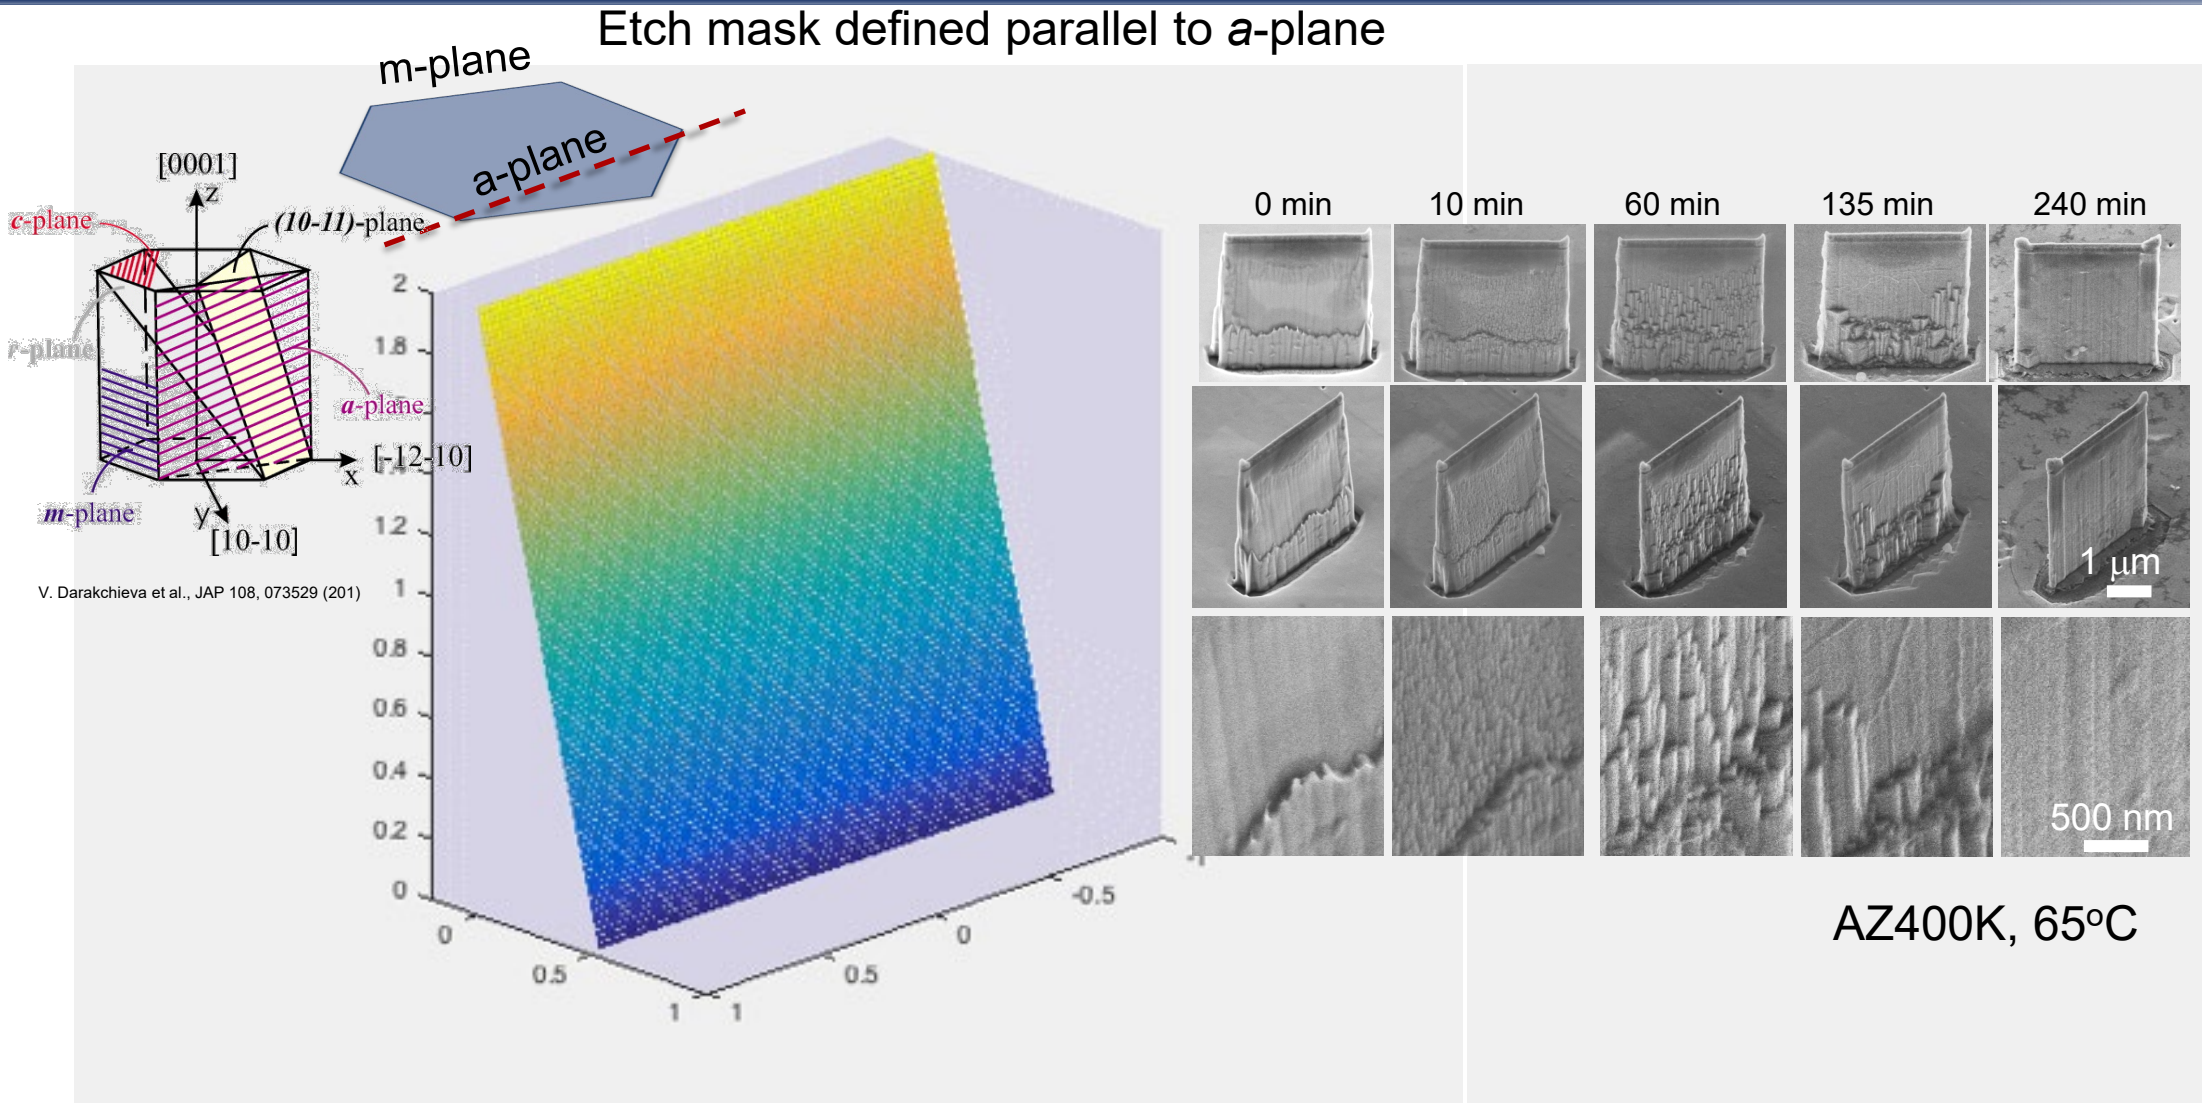 Etch mask defined parallel to a-plane
m-plane
a-plane
[0001]
z
c-plane
(10-11)-plane
r-plane
a-plane
[-12-10]
x
m-plane
y
[10-10]
V. Darakchieva et al., JAP 108, 073529 (201)
2
1.8
1.2
1
0.8
0.6
0.4
0.2
0
0
0.5
1
1
0.5
0
-0.5
0 min
10 min
60 min
135 min
240 min
1 μm
500 nm
AZ400K, 65°C